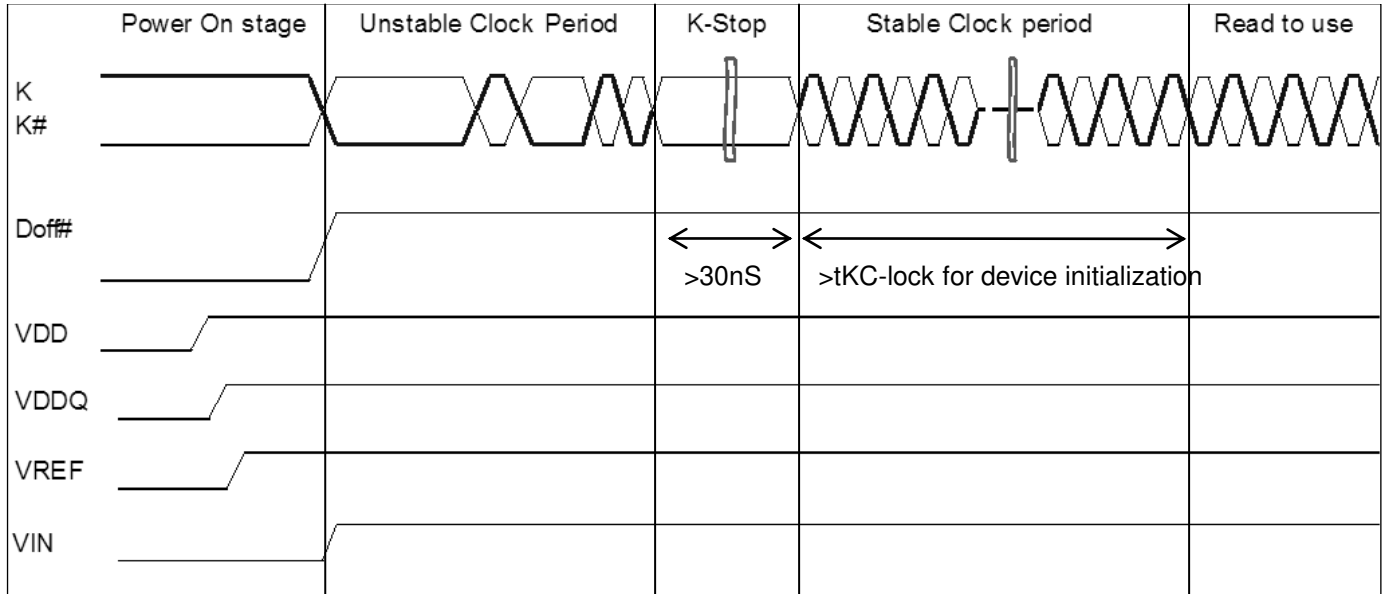 Power On stage Unstable Clock Period K-Stop Stable Clock period Read to use
K
K#
Doff#
>30nS >tKC-lock for device initialization
VDD
VDDQ
VREF
VIN